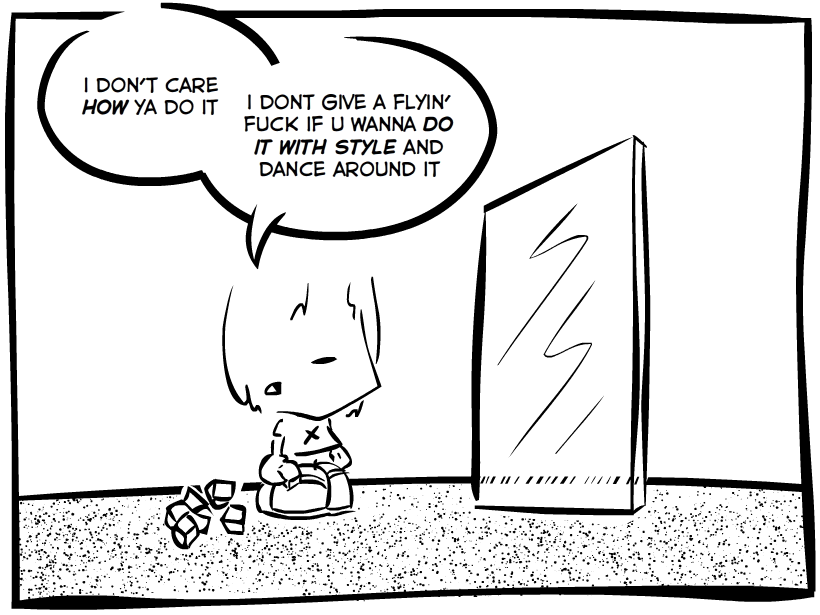 I DON'T CARE
HOW YA DO IT
I DONT GIVE A FLYIN'
FUCK IF U WANNA DO
IT WITH STYLE AND
DANCE AROUND IT